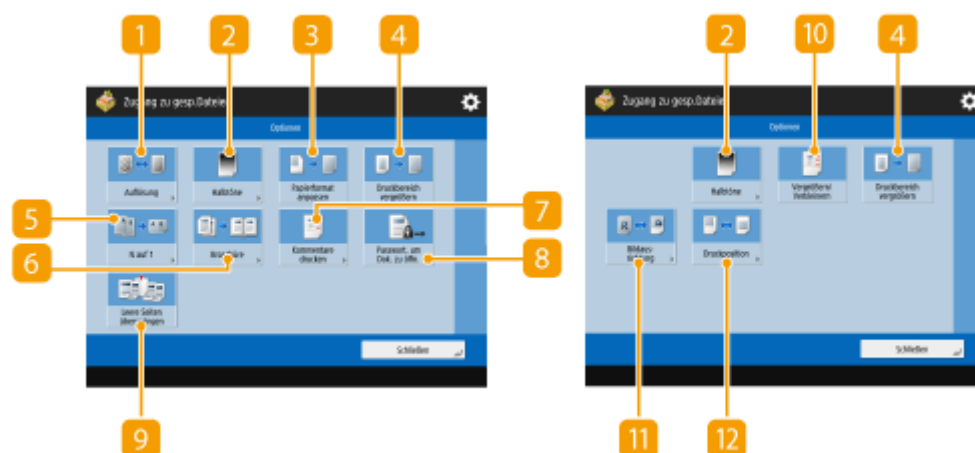 1
2
3
4
2
10
4
Zugang zu gesp.Dateien
Zugang zu gesp.Dateien
Optionen
Optionen
Auflösung
Halbtöne
Papierformat
anpassen
Druckbereich
vergrößern
Halbtöne
Vergrößern/
Verkleinern
Druckbereich
vergrößern
5
6
7
8
N auf 1
Kommentare
drucken
Passwort, um
Dok. zu öffn.
Druckposition
Leere Seiten
Schließen
Schließen
9
11
12